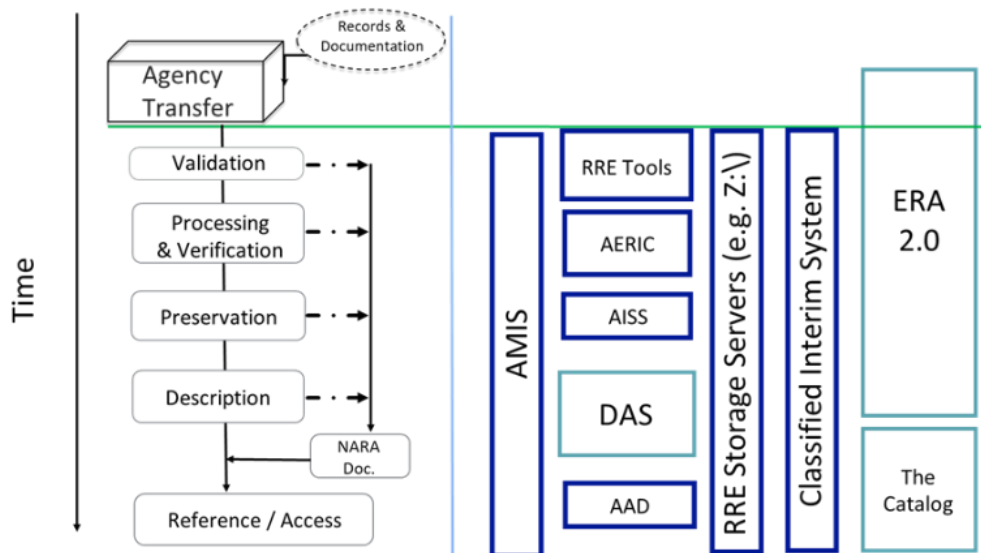 Records &
Documentation
Agency
Transfer
Time
Validation
Processing
& Verification
Preservation
Description
NARA
Doc.
Reference / Access
AMIS
RRE Tools
AERIC
AISS
DAS
AAD
RRE Storage Servers (e.g. Z:\)
Classified Interim System
ERA
2.0
The
Catalog